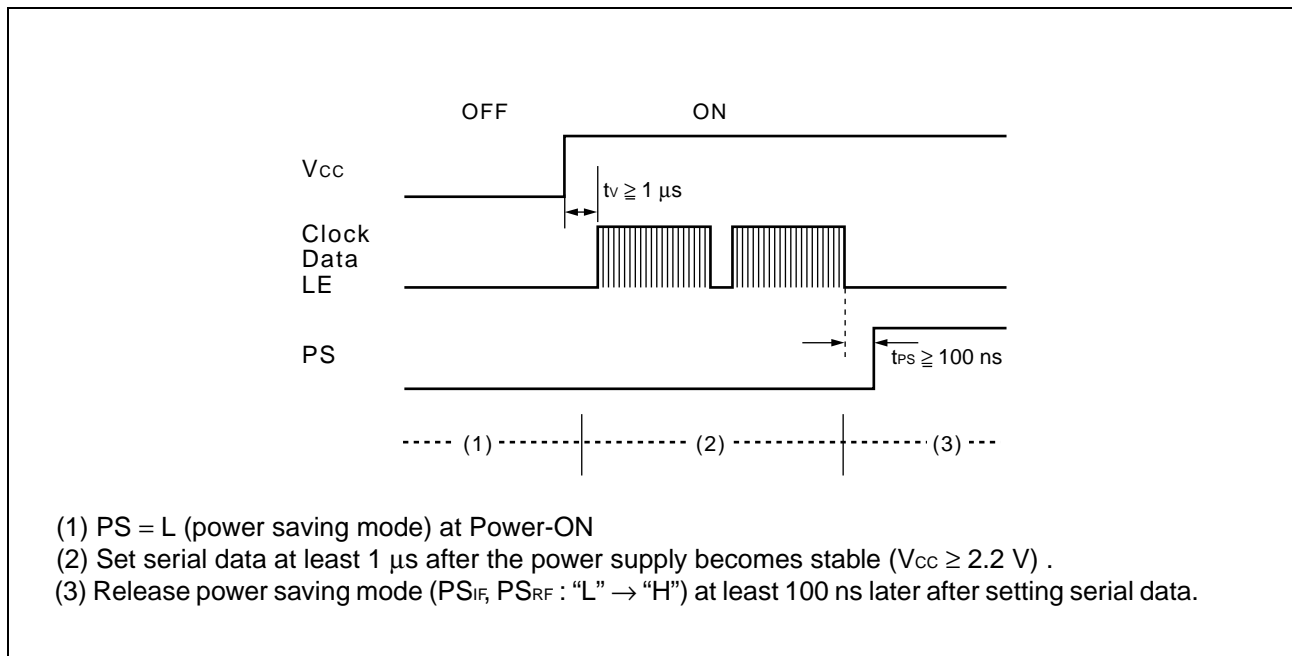 OFF ON
Vcc
tV ≧ 1 μs
Clock
Data
LE
PS
tPS ≧ 100 ns
(1) (2) (3)
(1) PS = L (power saving mode) at Power-ON
(2) Set serial data at least 1 μs after the power supply becomes stable (Vcc ≥ 2.2 V) .
(3) Release power saving mode (PSIF, PSRF : “L” → “H”) at least 100 ns later after setting serial data.